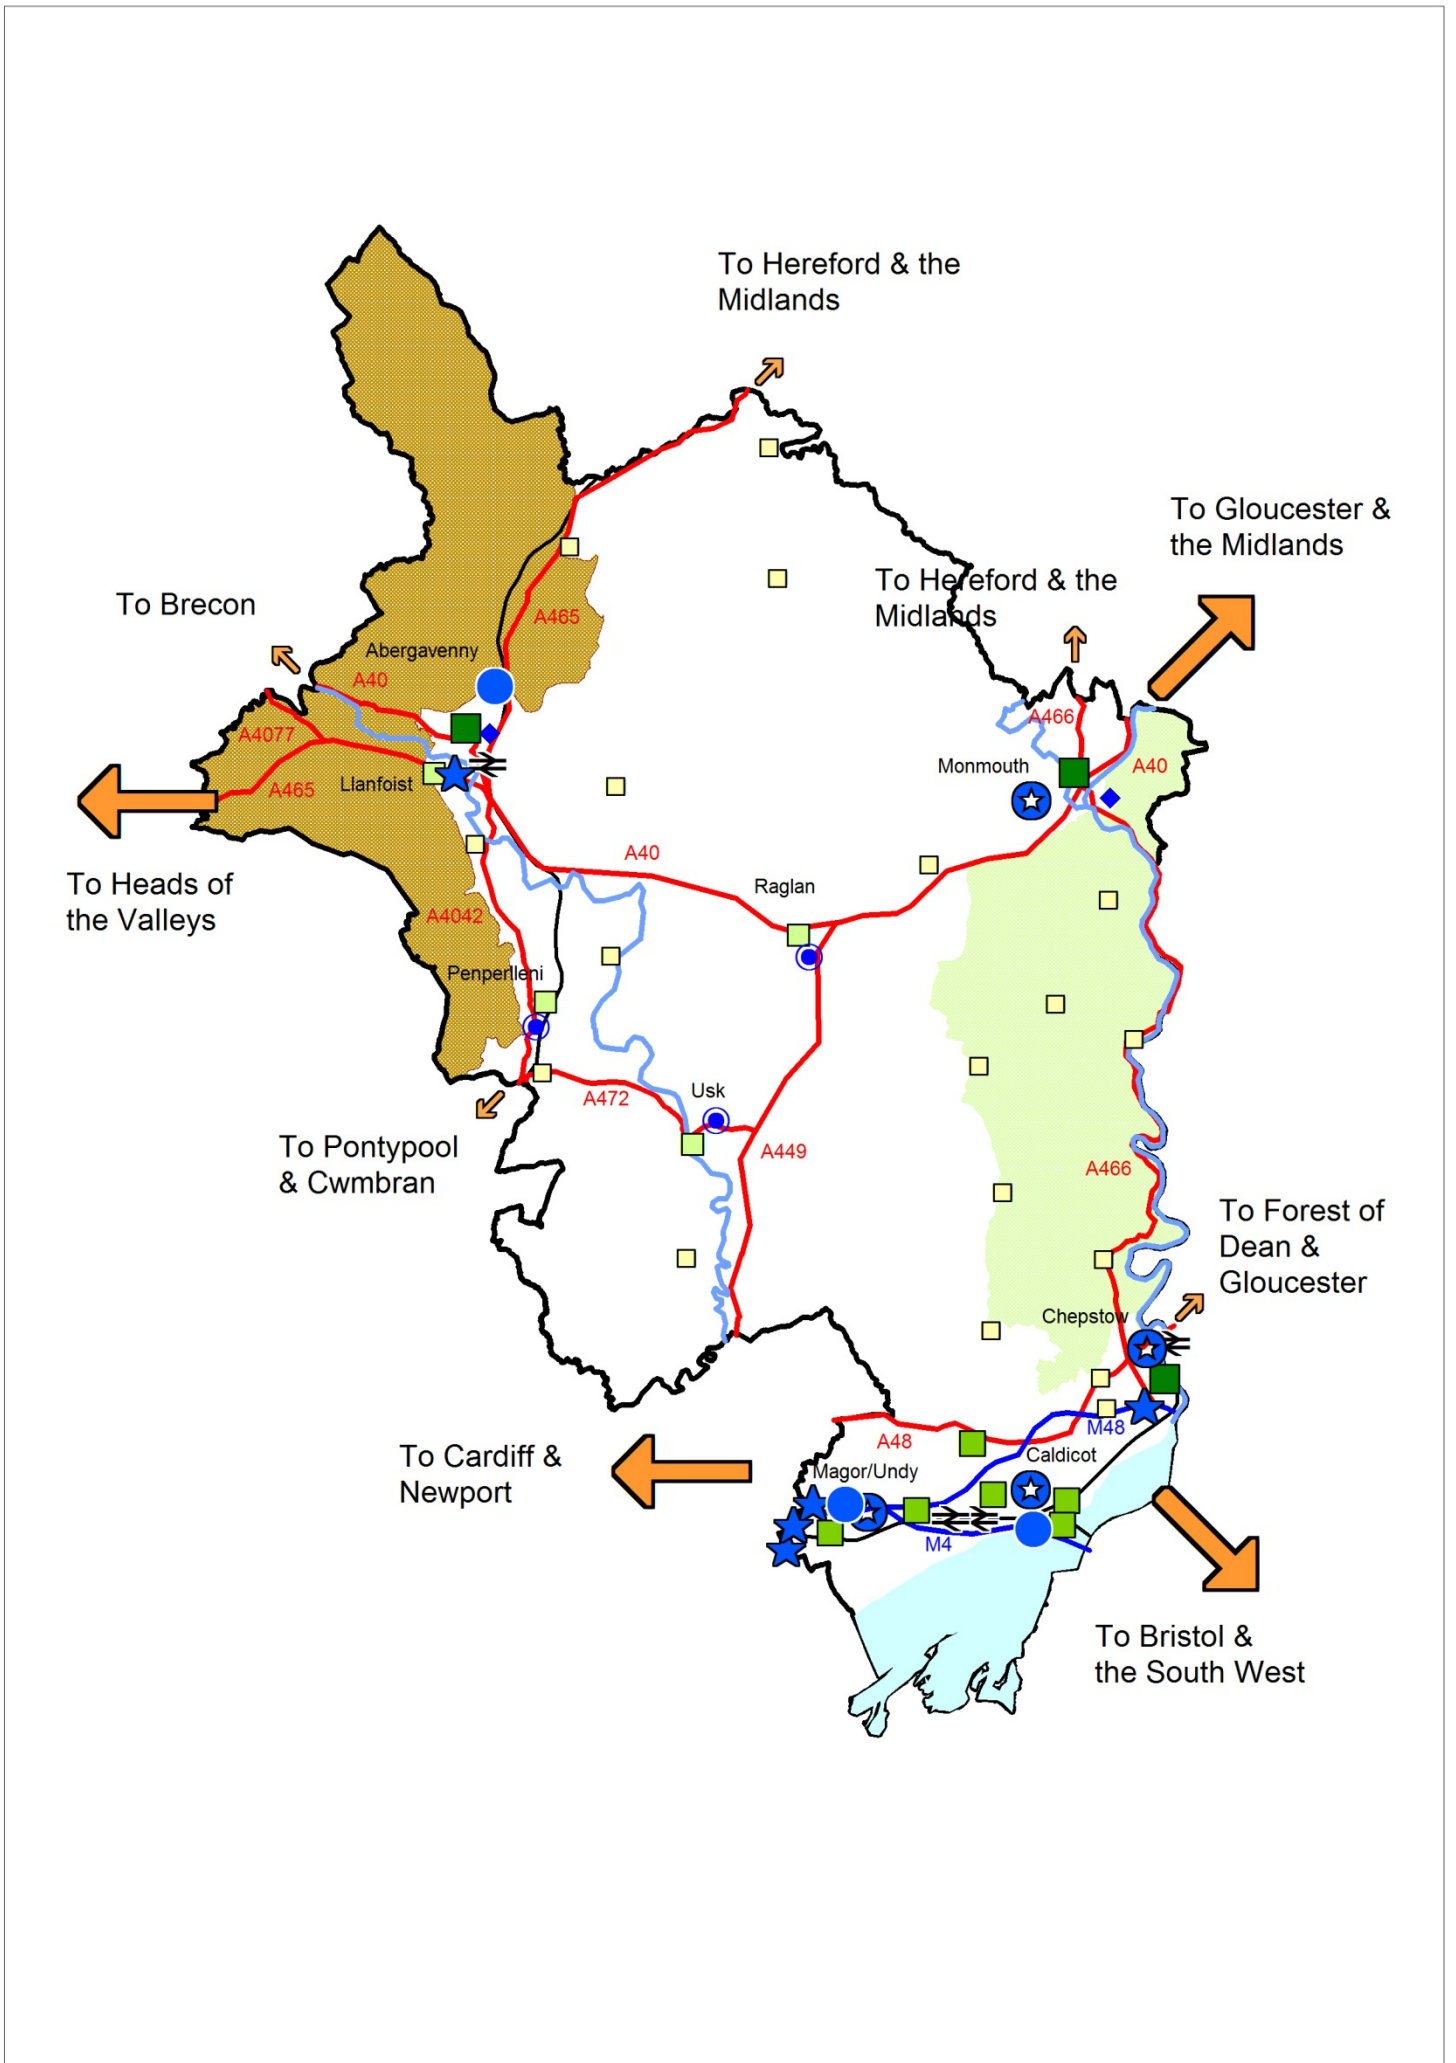 To Hereford & the
Midlands
To Gloucester &
the Midlands
To Hereford & the
Midlands
To Brecon
A465
Abergavenny
A40
A466
A4077
Monmouth
A40
Llanfoist
A465
A40
To Heads of
the Valleys
Raglan
A4042
Penperlleni
Usk
A472
To Pontypool
& Cwmbran
A449
A466
To Forest of
Dean &
Gloucester
Chepstow
M48
A48
Caldicot
To Cardiff &
Newport
Magor/Undy
M4
To Bristol &
the South West